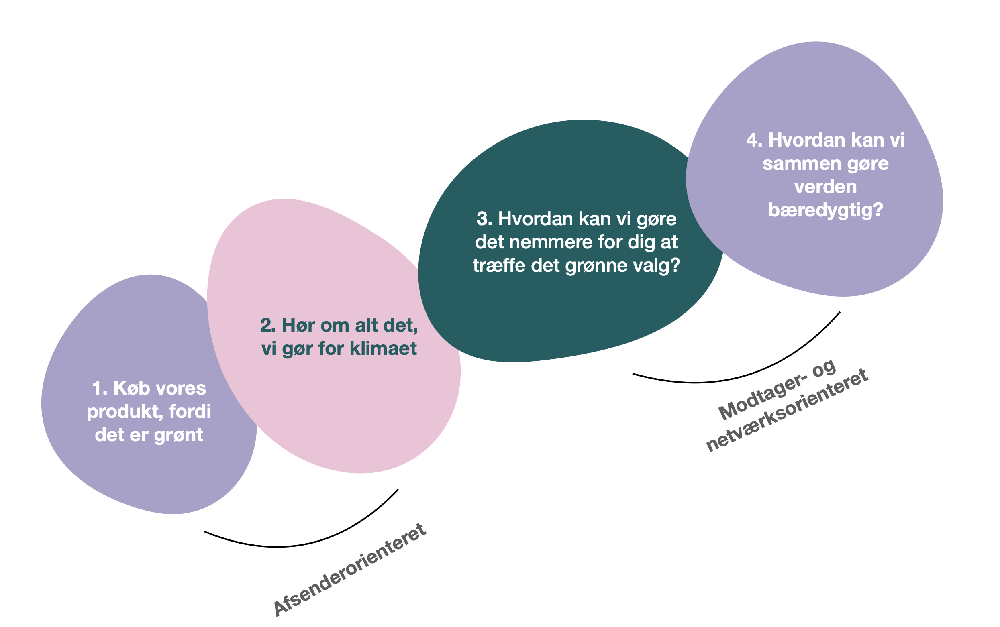 1. Køb vores
produkt, fordi
det er grønt
2. Hør om alt det,
vi gør for klimaet
3. Hvordan kan vi gøre
det nemmere for dig at
træffe det grønne valg?
4. Hvordan kan vi
sammen gøre
verden
bæredygtig?
Afsenderorienteret
Modtager- og
netværksorienteret